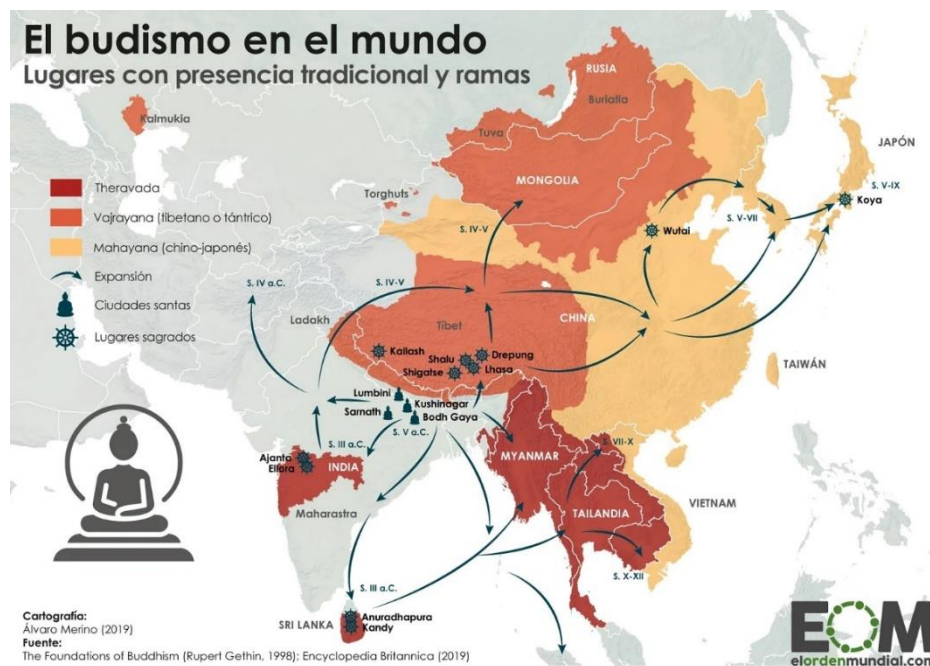 El budismo en el mundo
Lugares con presencia tradicional y ramas
Kalmukia
Theravada
Vajrayana (tibetano o tántrico)
Mahayana (chino-japonés)
Expansión
Ciudades santas
Lugares sagrados
RUSIA
Buriatia
Tuva
MONGOLIA
Torghuts
JAPÓN
S. V-IX
Koya
S. V-VII
Wutai
S. IV-V
S. IV a.C.
S. IV-V
Ladakh
Tíbet
CHINA
Kailash
Shalu
Drepung
Shigatse
Lhasa
TAIWÁN
Lumbini
Kushinagar
Sarnath
Bodh Gaya
S. V a.C.
S. III a.C.
S. VII-X
Ajanta
Ellora
INDIA
MYANMAR
Maharastra
TAILANDIA
VIETNAM
S. X-XII
S. III a.C.
SRI LANKA
Anuradhapura
Kandy
Cartografía:
Álvaro Merino (2019)
Fuente:
The Foundations of Buddhism (Rupert Gethin, 1998); Encyclopedia Britannica (2019)
EOM
elordenmundial.com